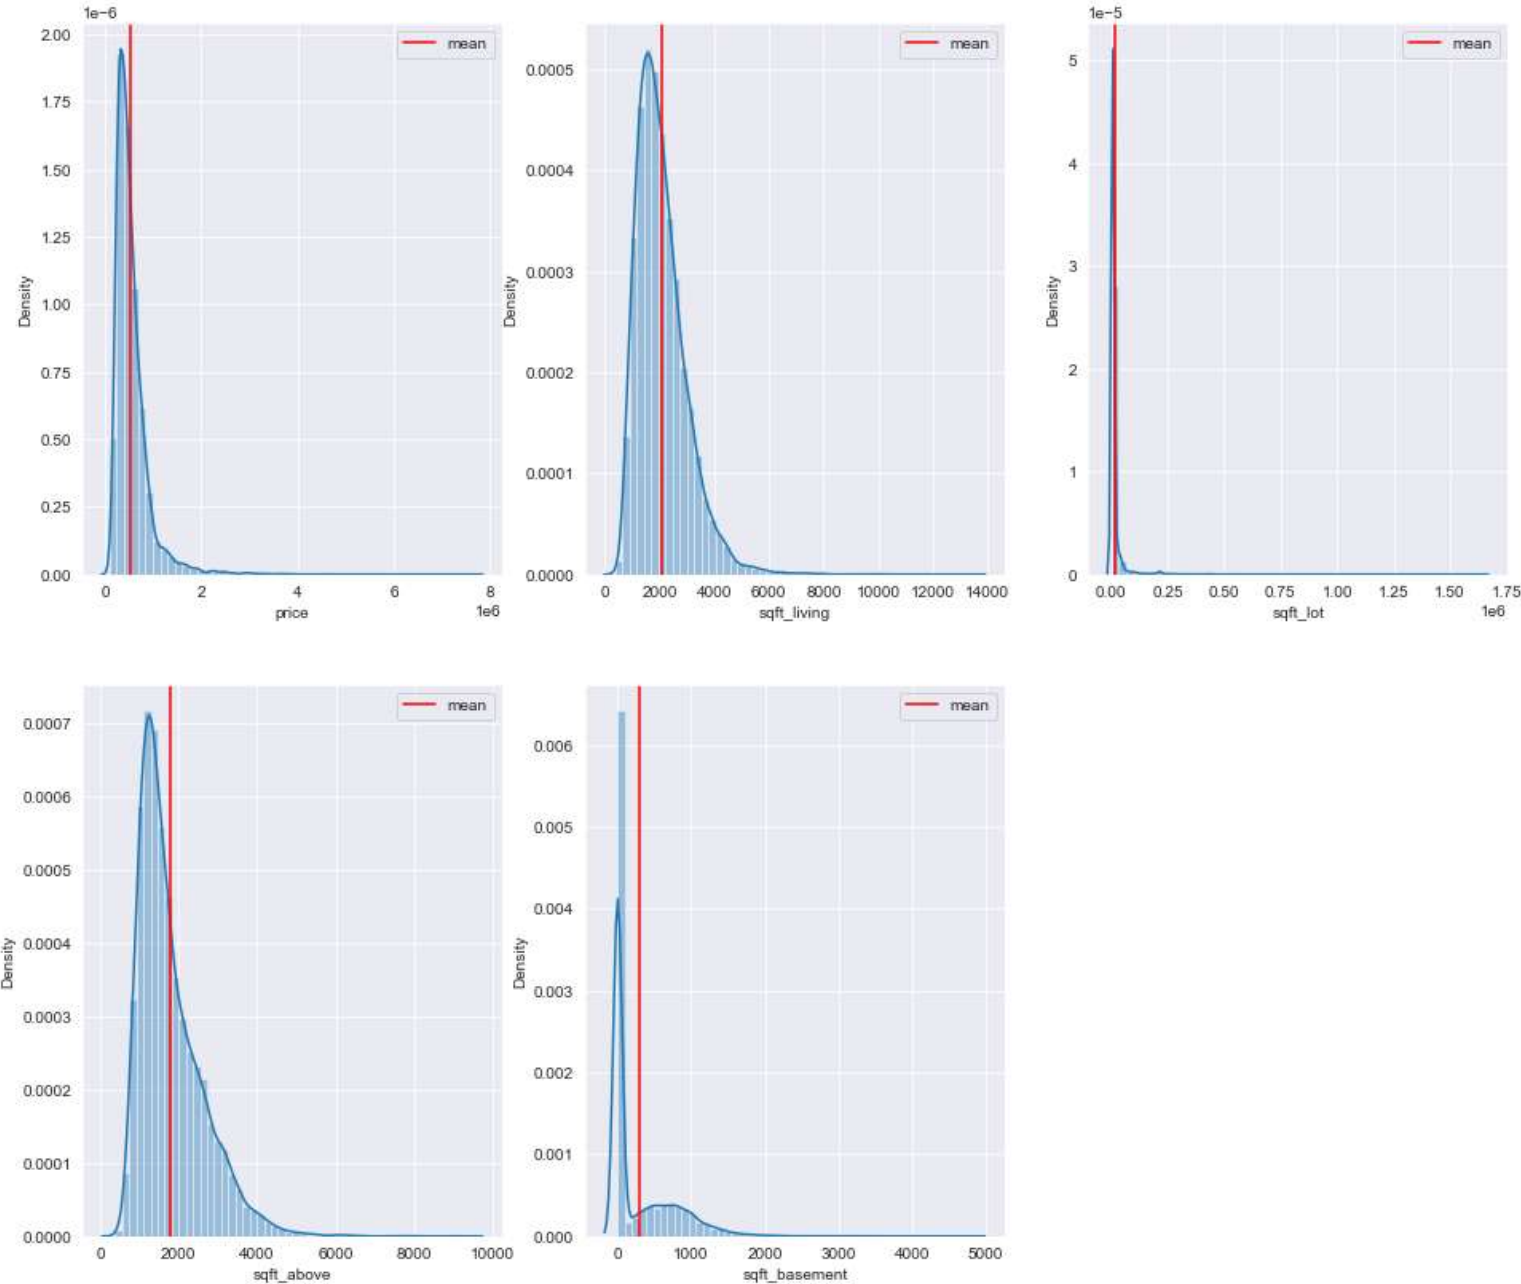 1e−6
2.00
1.75
1.50
1.25
1.00
0.75
0.50
0.25
0.00
Density
0 2 4 6 8
1e6
price
mean
0.0005
0.0004
0.0003
0.0002
0.0001
0.0000
Density
0 2000 4000 6000 8000 10000 12000 14000
sqft_living
mean
1e−5
5
4
3
2
1
0
Density
0.00 0.25 0.50 0.75 1.00 1.25 1.50 1.75
1e6
sqft_lot
mean
0.0007
0.0006
0.0005
0.0004
0.0003
0.0002
0.0001
0.0000
Density
0 2000 4000 6000 8000 10000
sqft_above
mean
0.006
0.005
0.004
0.003
0.002
0.001
0.000
Density
0 1000 2000 3000 4000 5000
sqft_basement
mean